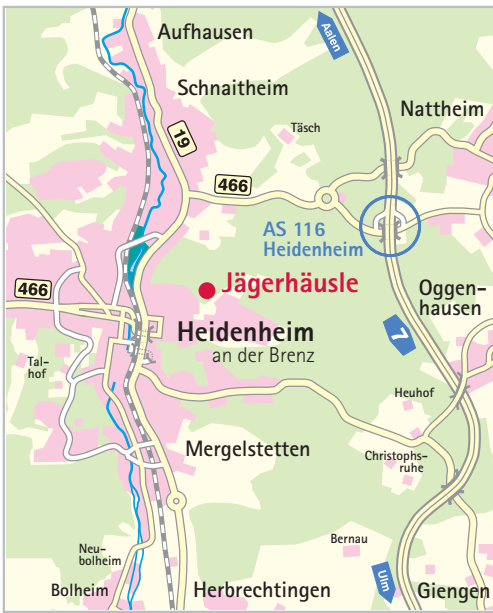 Aufhausen
Aalen
Schnaitheim
Nattheim
Täsch
19
466
AS 116
Heidenheim
466
Jägerhäusle
Oggen-
hausen
Heidenheim
an der Brenz
7
Tal-
hof
Heuhof
Mergelstetten
Christophs-
ruhe
Bernau
Neu-
bolheim
Bolheim
Herbrechtingen
Ulm
Giengen